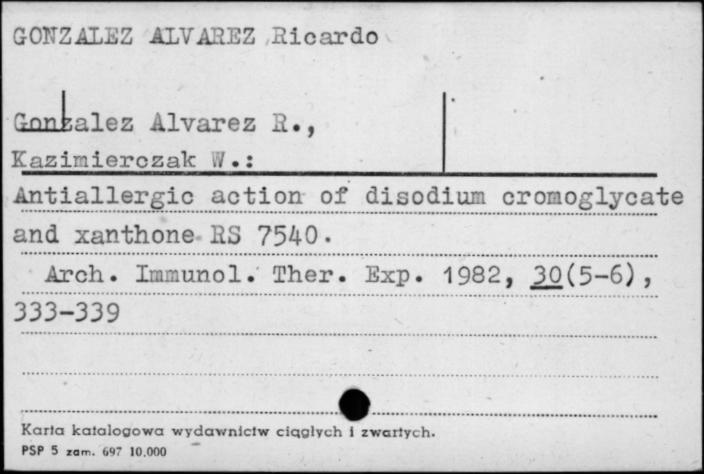 GONZALEZ ALVAREZ Ricardo
Gonzalez Alvarez R.,
Kazimierczak W.:
Antiallergic action of disodium cromoglycate
and xanthone RS 7540.
Arch. Immunol. Ther. Exp. 1982, 30(5-6),
333-339
Karta katalogowa wydawnictw ciągłych i zwartych.
PSP 5 zam. 697 10.000